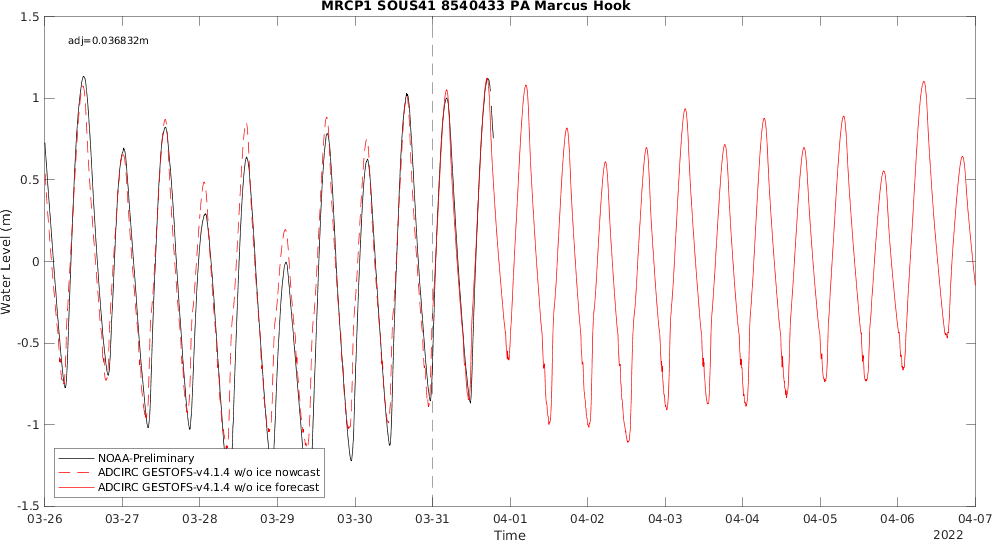 MRCP1 SOUS41 8540433 PA Marcus Hook
adj=0.036832m
Water Level (m)
1.5
1
0.5
0
-0.5
-1
-1.5
NOAA-Preliminary
ADCIRC GESTOFS-v4.1.4 w/o ice nowcast
ADCIRC GESTOFS-v4.1.4 w/o ice forecast
03-26 03-27 03-28 03-29 03-30 03-31 04-01 04-02 04-03 04-04 04-05 04-06 04-07
Time
2022